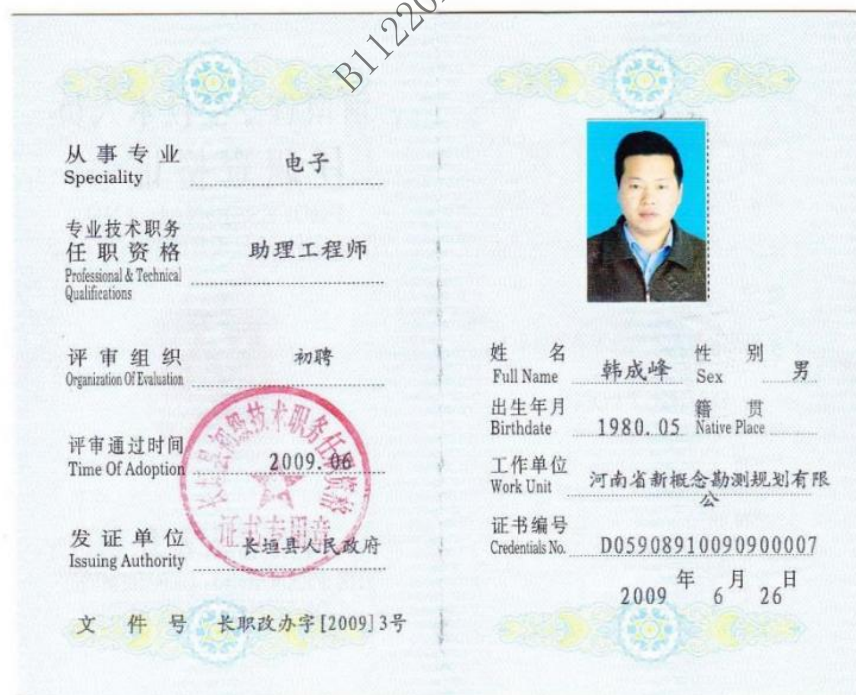 B11220
从事专业 电子
Speciality
专业技术职务
任职资格 助理工程师
Professional & Technical
Qualifications
评审组织 初聘
Organization Of Evaluation
评审通过时间 2009.06
Time Of Adoption
发证单位 长垣县人民政府
Issuing Authority
文件号 长职改办字[2009]3号
证书专用章
姓名 韩成峰 性别 男
Full Name Sex
出生年月 1980.05 籍贯
Birthdate Native Place
工作单位 河南省新概念勘测规划有限
Work Unit 公
证书编号
Credentials No. D05908910090900007
2009年6月26日